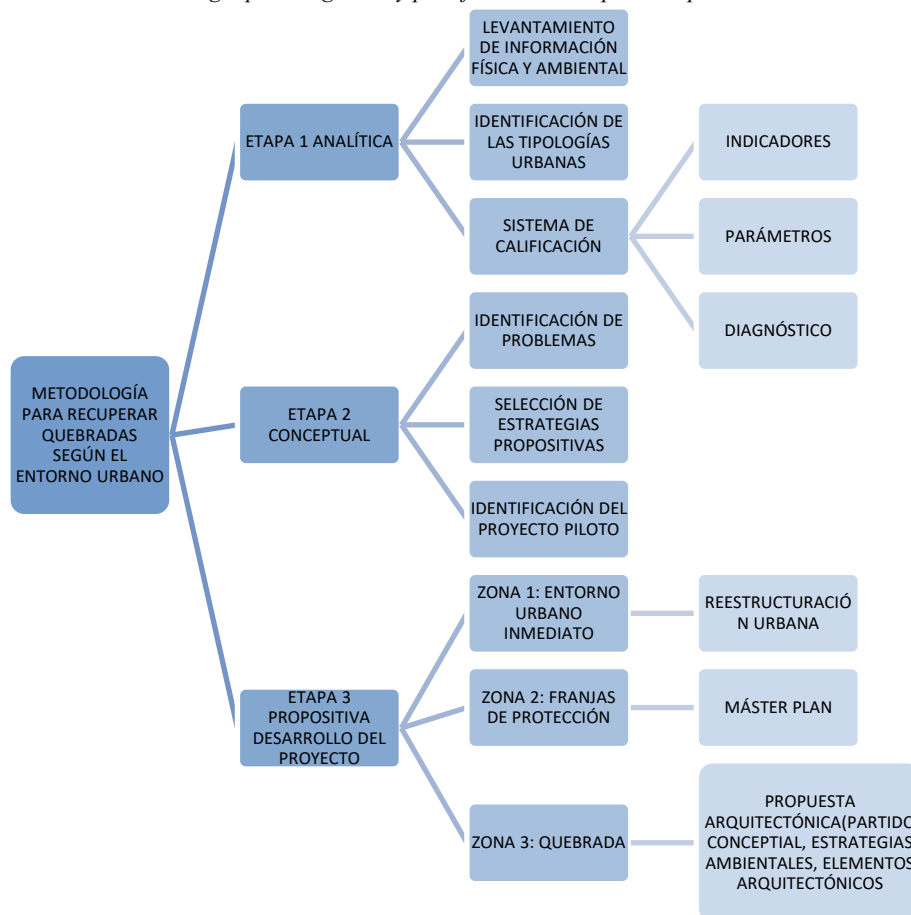 LEVANTAMIENTO
DE INFORMACIÓN
FÍSICA Y AMBIENTAL
ETAPA 1 ANALÍTICA
IDENTIFICACIÓN DE
LAS TIPOLOGÍAS
URBANAS
INDICADORES
SISTEMA DE
CALIFICACIÓN
PARÁMETROS
DIAGNÓSTICO
IDENTIFICACIÓN DE
PROBLEMAS
METODOLOGÍA
PARA RECUPERAR
QUEBRADAS
SEGÚN EL
ENTORNO URBANO
ETAPA 2
CONCEPTUAL
SELECCIÓN DE
ESTRATEGIAS
PROPOSITIVAS
IDENTIFICACIÓN DEL
PROYECTO PILOTO
ZONA 1: ENTORNO
URBANO
INMEDIATO
REESTRUCTURACIÓ
N URBANA
ETAPA 3
PROPOSITIVA
DESARROLLO DEL
PROYECTO
ZONA 2: FRANJAS
DE PROTECCIÓN
MÁSTER PLAN
ZONA 3: QUEBRADA
PROPUESTA
ARQUITECTÓNICA(PARTIDO
CONCEPTIAL, ESTRATEGIAS
AMBIENTALES, ELEMENTOS
ARQUITECTÓNICOS